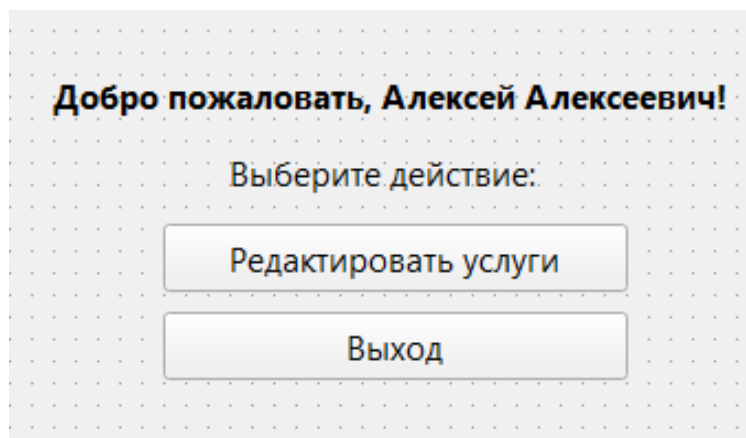 Добро пожаловать, Алексей Алексеевич!
Выберите действие:
Редактировать услуги
Выход